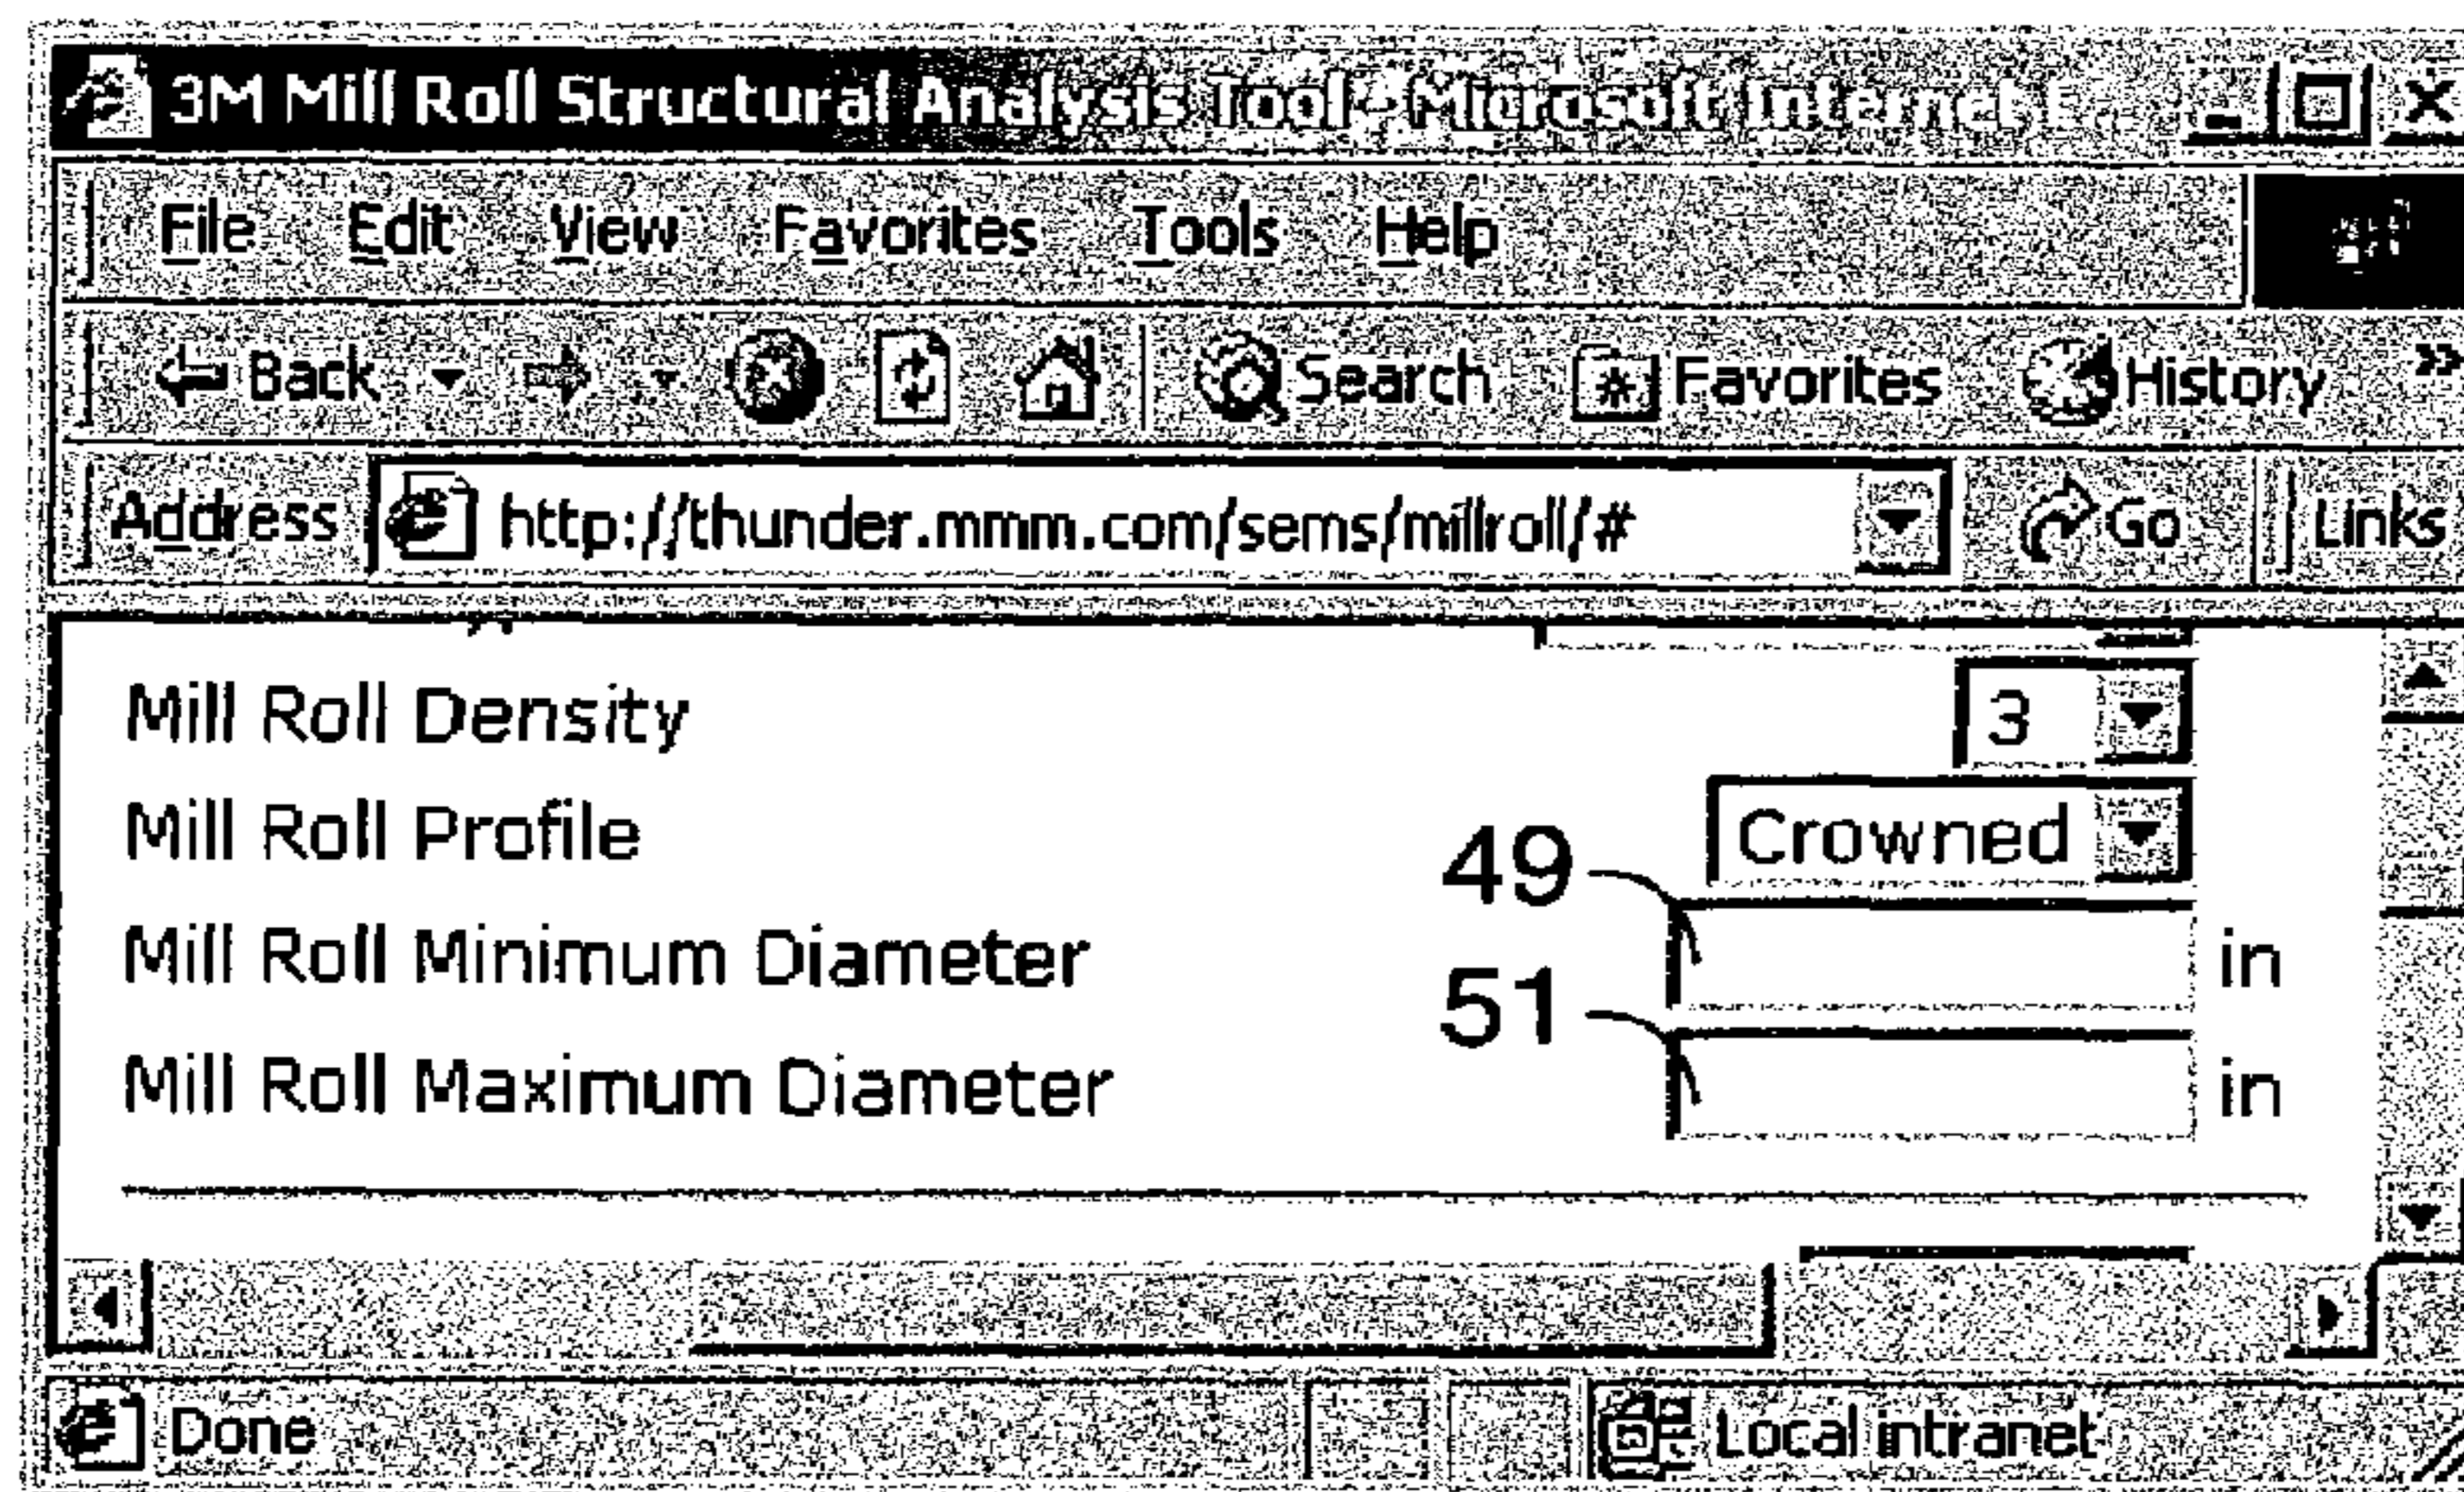 3M Mill Roll Structural Analysis Tool - Microsoft Internet E
File Edit View Favorites Tools Help
Back Search Favorites History »
Address http://thunder.mmm.com/sems/millroll/# Go Links
Mill Roll Density 3
Mill Roll Profile Crowned
49
Mill Roll Minimum Diameter in
51
Mill Roll Maximum Diameter in
Done Local intranet